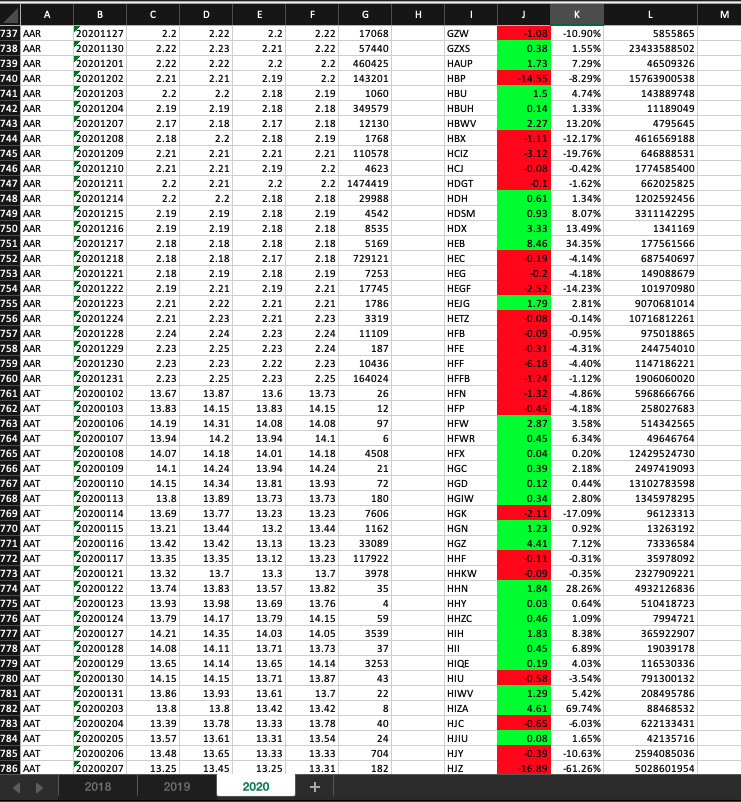 A B C D E F G H I J K L M
737 AAR 20201127 2.2 2.22 2.2 2.22 17068 GZW -1.08 -10.90% 5855865
738 AAR 20201130 2.22 2.23 2.2 2.21 57440 GZXS 0.38 1.55% 23433588502
739 AAR 20201201 2.22 2.22 2.2 2.2 460425 HAUP 1.73 7.29% 46509326
740 AAR 20201202 2.21 2.21 2.19 2.2 143201 HBP -14.55 -8.29% 15763900538
741 AAR 20201203 2.2 2.2 2.18 2.19 1060 HBU 1.5 4.74% 143889748
742 AAR 20201204 2.19 2.19 2.18 2.18 349579 HBUH 0.14 1.33% 11189049
743 AAR 20201207 2.17 2.18 2.17 2.18 12130 HBWV 2.27 13.20% 4795645
744 AAR 20201208 2.18 2.2 2.18 2.19 1768 HBX -1.11 -12.17% 4616569188
745 AAR 20201209 2.21 2.21 2.21 2.21 110578 HCIZ -3.12 -19.76% 646888531
746 AAR 20201210 2.21 2.21 2.19 2.2 4623 HCJ -0.08 -0.42% 1774585400
747 AAR 20201211 2.2 2.21 2.2 2.2 1474419 HDGT -0.1 -1.62% 662025825
748 AAR 20201214 2.2 2.2 2.18 2.18 29988 HDH 0.61 1.34% 1202592456
749 AAR 20201215 2.19 2.19 2.18 2.19 4542 HDSM 0.93 8.07% 3311142295
750 AAR 20201216 2.19 2.19 2.18 2.18 8535 HDX 3.33 13.49% 1341169
751 AAR 20201217 2.18 2.18 2.18 2.18 5169 HEB 8.46 34.35% 177561566
752 AAR 20201218 2.18 2.18 2.17 2.18 729121 HEC -0.19 -4.14% 687540697
753 AAR 20201221 2.18 2.19 2.18 2.19 7253 HEG -0.2 -4.18% 149088679
754 AAR 20201222 2.19 2.21 2.19 2.21 17745 HEGF -2.52 -14.23% 101970980
755 AAR 20201223 2.21 2.22 2.21 2.21 1786 HEJG 1.79 2.81% 9070681014
756 AAR 20201224 2.21 2.23 2.21 2.23 3319 HETZ -0.08 -0.14% 10716812261
757 AAR 20201228 2.24 2.24 2.23 2.24 11109 HFB -0.09 -0.95% 975018865
758 AAR 20201229 2.23 2.25 2.23 2.24 187 HFE -0.31 -4.31% 244754010
759 AAR 20201230 2.23 2.23 2.22 2.23 10436 HFF -6.18 -4.40% 1147186221
760 AAR 20201231 2.23 2.25 2.23 2.25 164024 HFFB -1.24 -1.12% 1906060020
761 AAT 20200102 13.67 13.87 13.6 13.73 26 HFN -1.32 -4.86% 5968666766
762 AAT 20200103 13.83 14.15 13.83 14.15 12 HFP -0.45 -4.18% 258027683
763 AAT 20200106 14.19 14.31 14.08 14.08 97 HFW 2.87 3.58% 514342565
764 AAT 20200107 13.94 14.2 13.94 14.1 6 HFWR 0.45 6.34% 49646764
765 AAT 20200108 14.07 14.18 14.01 14.18 4508 HFX 0.04 0.20% 12429524730
766 AAT 20200109 14.1 14.24 13.94 14.24 21 HGC 0.39 2.18% 2497419093
767 AAT 20200110 14.15 14.34 13.81 13.93 72 HGD 0.12 0.44% 13102783598
768 AAT 20200113 13.8 13.89 13.73 13.73 180 HGIW 0.34 2.80% 1345978295
769 AAT 20200114 13.69 13.77 13.23 13.23 7606 HGK -2.11 -17.09% 96123313
770 AAT 20200115 13.21 13.44 13.2 13.44 1162 HGN 1.23 0.92% 13263192
771 AAT 20200116 13.42 13.42 13.13 13.23 33089 HGZ 4.41 7.12% 73336584
772 AAT 20200117 13.35 13.35 13.12 13.23 117922 HHF -0.11 -0.31% 35978092
773 AAT 20200121 13.32 13.7 13.3 13.7 3978 HHKW -0.09 -0.35% 2327909221
774 AAT 20200122 13.74 13.83 13.57 13.82 35 HHN 1.84 28.26% 4932126836
775 AAT 20200123 13.93 13.98 13.69 13.76 4 HHY 0.03 0.64% 510418723
776 AAT 20200124 13.79 14.17 13.79 14.15 59 HHZC 0.46 1.09% 7994721
777 AAT 20200127 14.21 14.35 14.03 14.05 3539 HIH 1.83 8.38% 365922907
778 AAT 20200128 14.08 14.11 13.71 13.73 37 HII 0.45 6.89% 19039178
779 AAT 20200129 13.65 14.14 13.65 14.14 3253 HIQE 0.19 4.03% 116530336
780 AAT 20200130 14.15 14.15 13.71 13.87 43 HIU -0.58 -3.54% 791300132
781 AAT 20200131 13.86 13.93 13.61 13.7 22 HIWV 1.29 5.42% 208495786
782 AAT 20200203 13.8 13.8 13.42 13.42 8 HIZA 4.61 69.74% 88468532
783 AAT 20200204 13.39 13.78 13.33 13.78 40 HJC -0.65 -6.03% 622133431
784 AAT 20200205 13.57 13.61 13.31 13.54 24 HJIU 0.08 1.65% 42135716
785 AAT 20200206 13.48 13.65 13.33 13.33 704 HJY -0.39 -10.63% 2594085036
786 AAT 20200207 13.25 13.45 13.25 13.31 182 HJZ -16.89 -61.26% 5028601954
2018 2019 2020 +